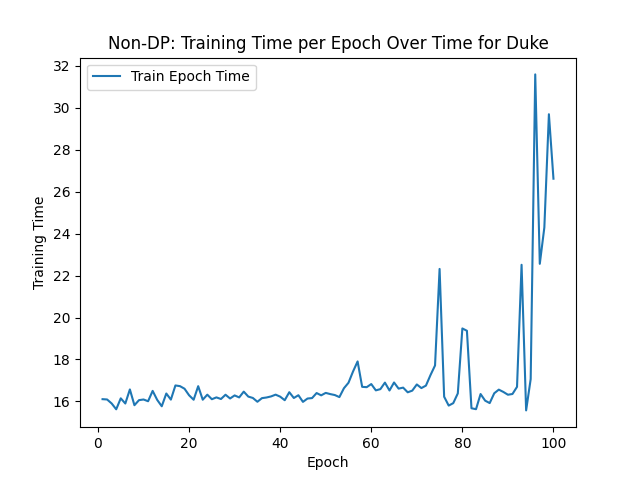 Non-DP: Training Time per Epoch Over Time for Duke
Train Epoch Time
Training Time
32
30
28
26
24
22
20
18
16
0 20 40 60 80 100
Epoch